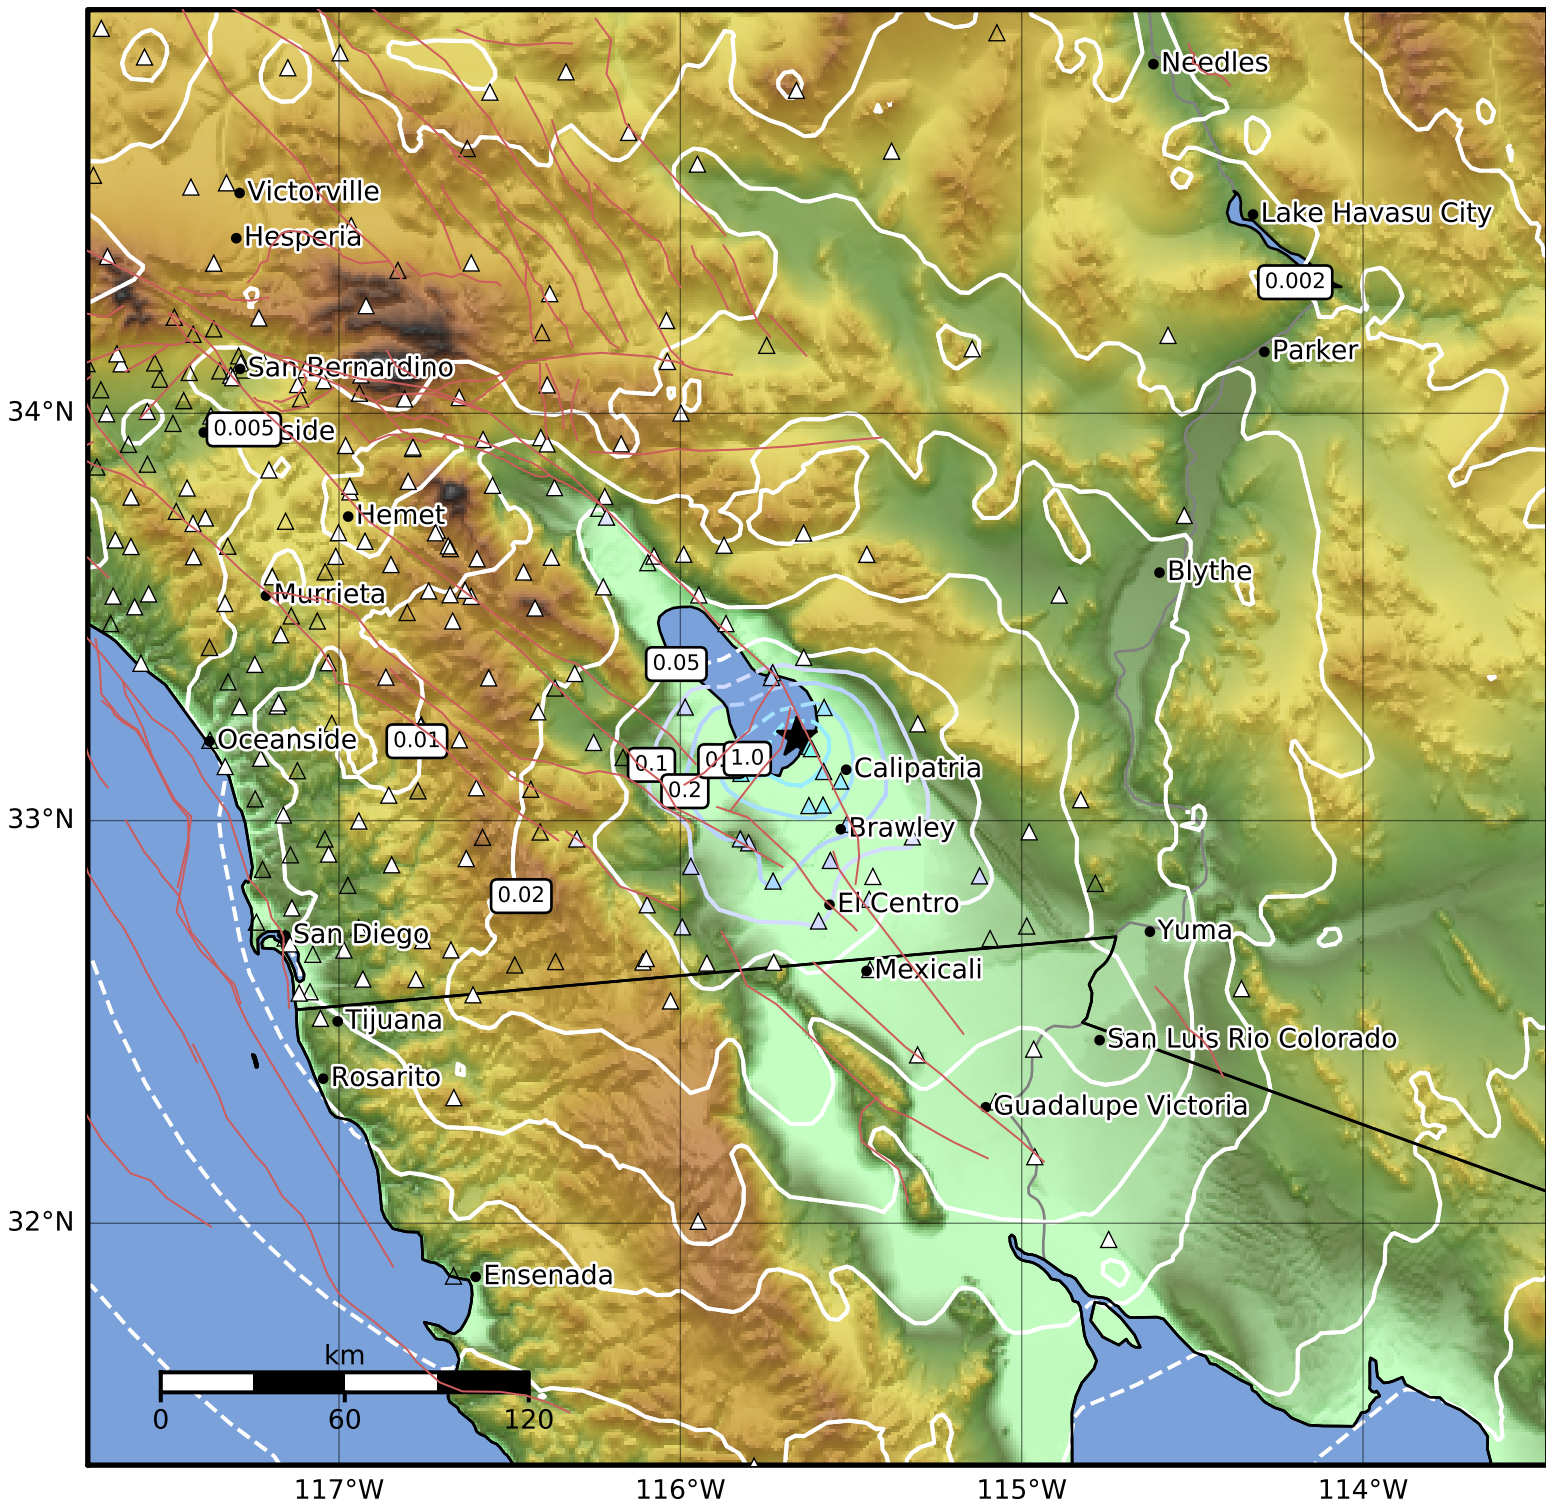 Needles
Victorville
Lake Havasu City
Hesperia
0.002
Parker
San Bernardino
34°N
0.005
side
Hemet
Blythe
Murrieta
0.05
Oceanside
0.01
0.1
0.
1.0
Calipatria
0.2
33°N
Brawley
0.02
El Centro
San Diego
Yuma
Mexicali
Tijuana
San Luis Rio Colorado
Rosarito
Guadalupe Victoria
32°N
Ensenada
km
0
60
120
117°W
116°W
115°W
114°W